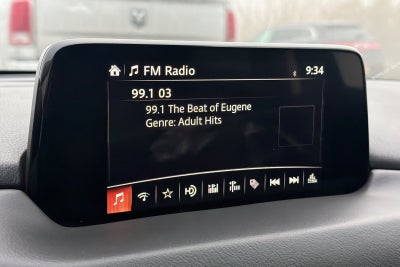 FM Radio
9:34
99.1 03
99.1 The Beat of Eugene
Genre: Adult Hits